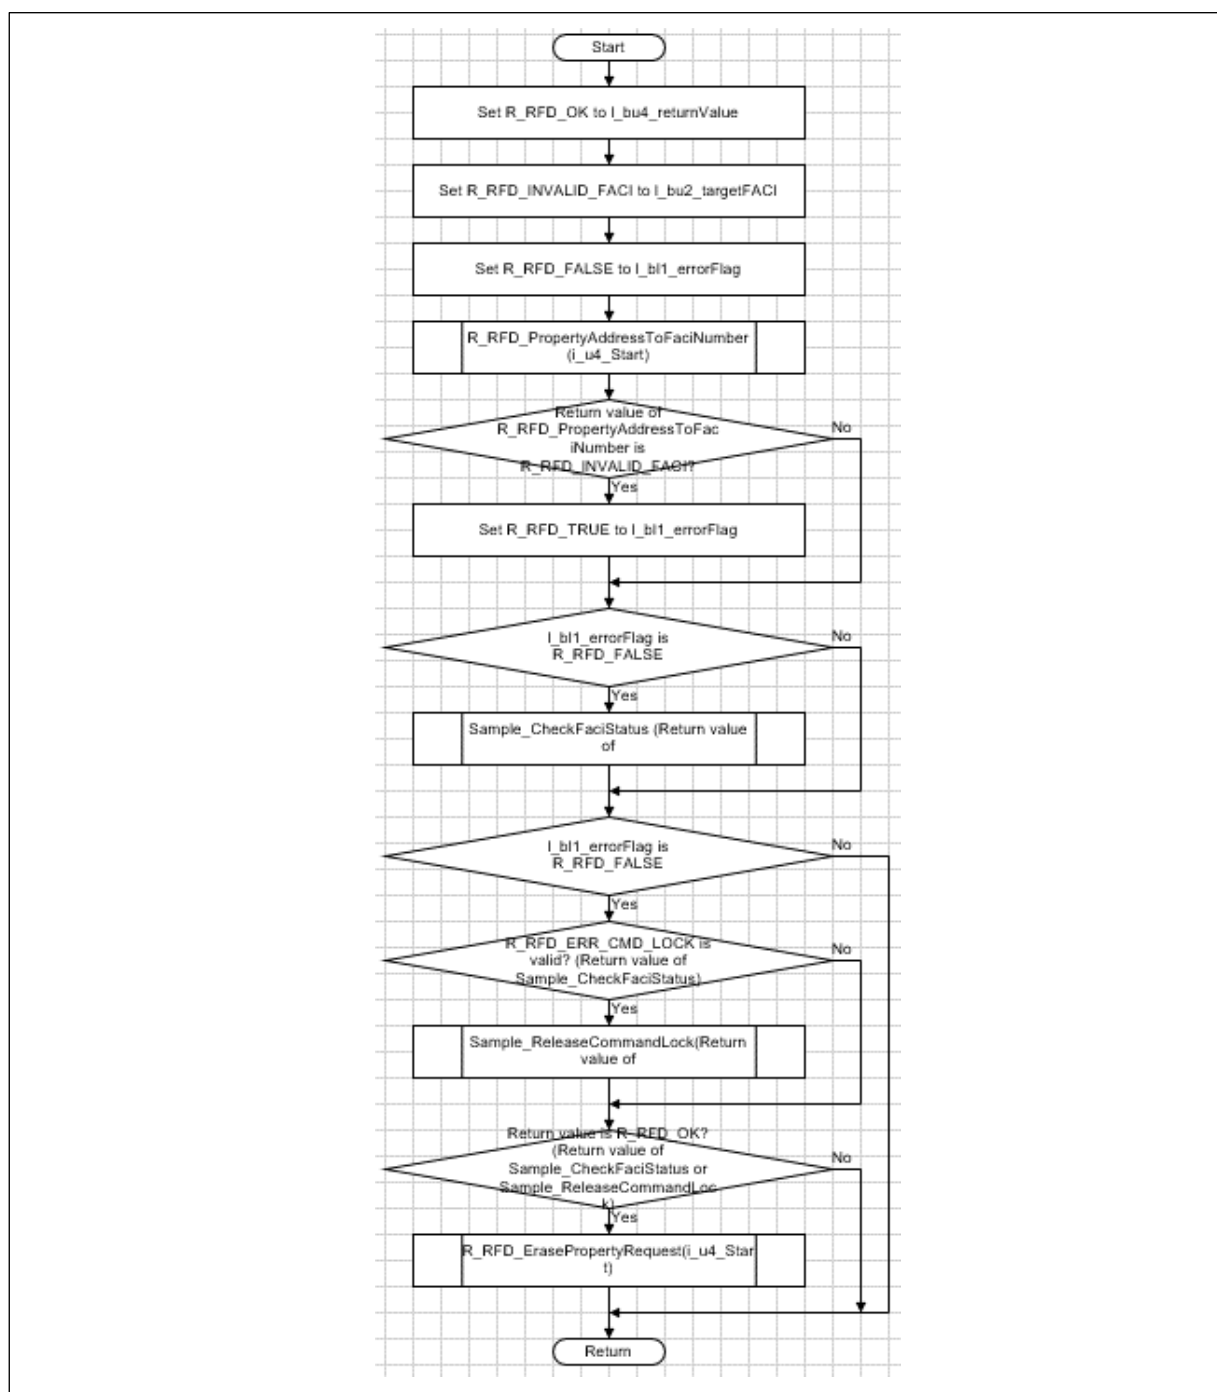 Start
Set R_RFD_OK to l_bu4_returnValue
Set R_RFD_INVALID_FACI to l_bu2_targetFACI
Set R_RFD_FALSE to l_bl1_errorFlag
R_RFD_PropertyAddressToFaciNumber
(i_u4_Start)
Return value of
R_RFD_PropertyAddressToFac
iNumber is
R_RFD_INVALID_FACI?
No
Yes
Set R_RFD_TRUE to l_bl1_errorFlag
l_bl1_errorFlag is
R_RFD_FALSE
No
Yes
Sample_CheckFaciStatus (Return value
of
l_bl1_errorFlag is
R_RFD_FALSE
No
Yes
R_RFD_ERR_CMD_LOCK is
valid? (Return value of
Sample_CheckFaciStatus)
No
Yes
Sample_ReleaseCommandLock(Return
value of
Return value is R_RFD_OK?
(Return value of
Sample_CheckFaciStatus or
Sample_ReleaseCommandLoc
k)
No
Yes
R_RFD_ErasePropertyRequest(i_u4_Star
t)
Return